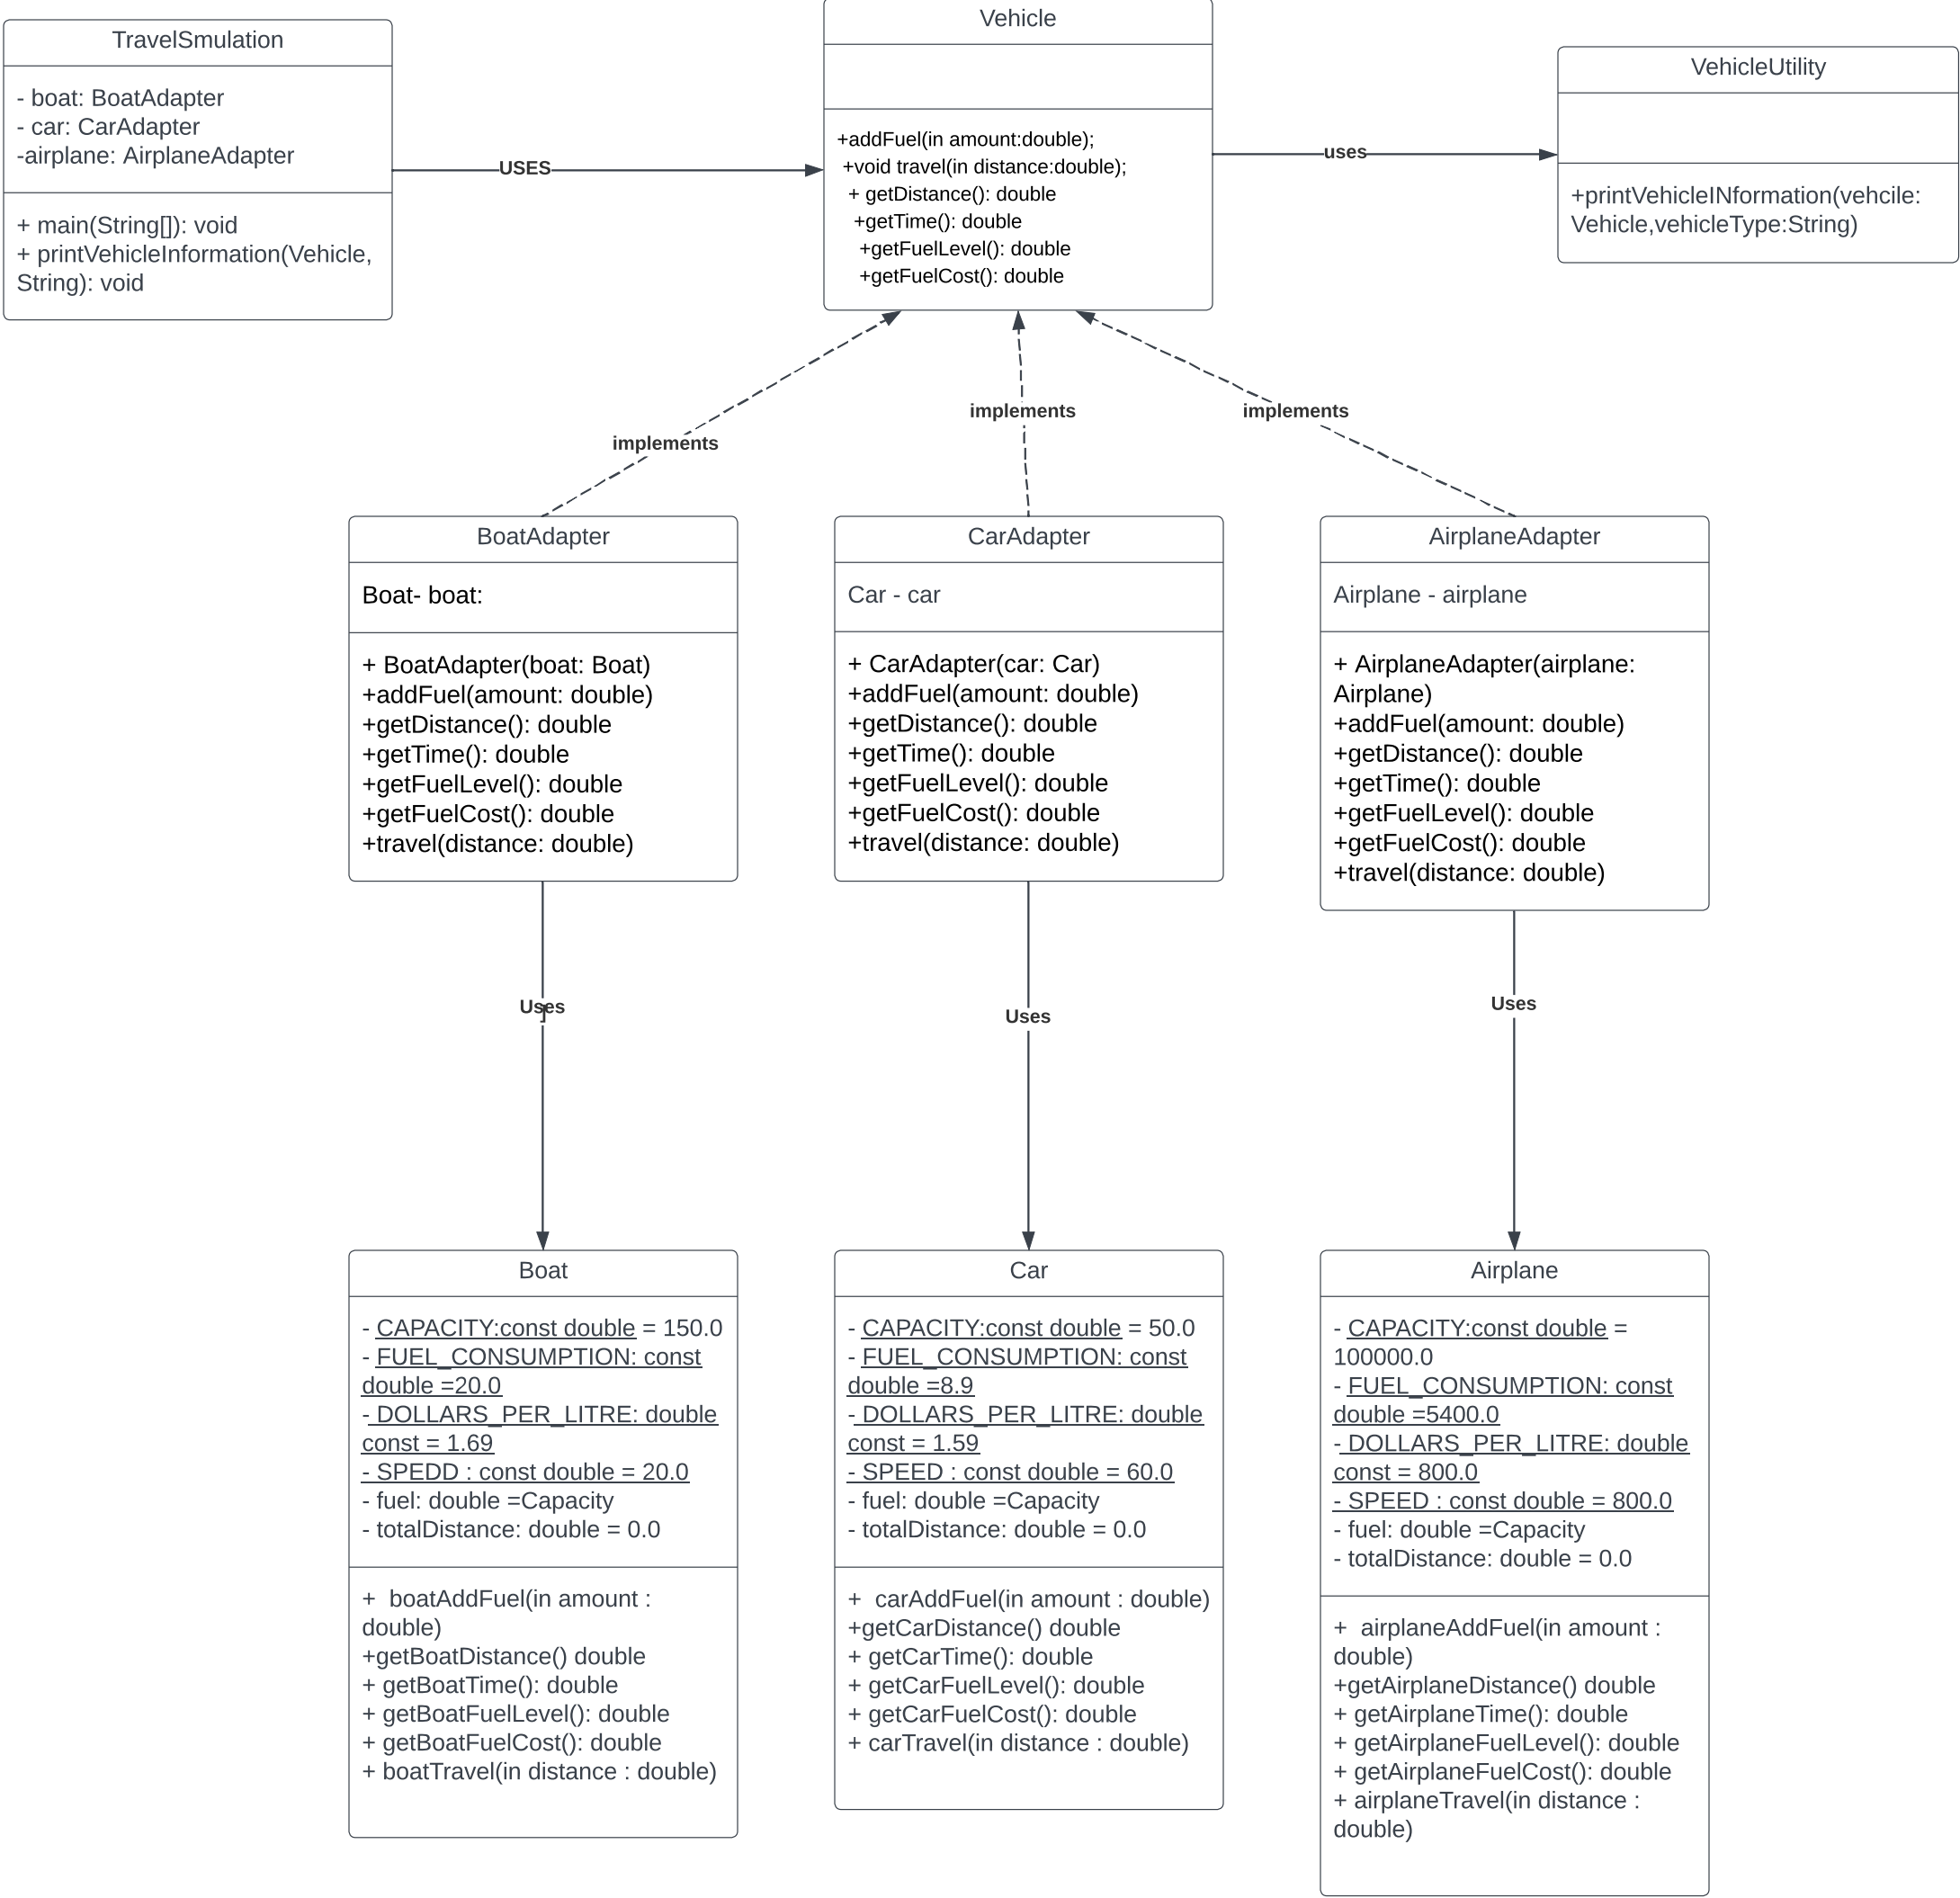 TravelSmulation
- boat: BoatAdapter
- car: CarAdapter
-airplane: AirplaneAdapter
+ main(String[]): void
+ printVehicleInformation(Vehicle,
String): void
USES
Vehicle
+addFuel(in amount:double);
+void travel(in distance:double);
+ getDistance(): double
+getTime(): double
+getFuelLevel(): double
+getFuelCost(): double
uses
VehicleUtility
+printVehicleINformation(vehcile:
Vehicle,vehicleType:String)
implements
implements
implements
BoatAdapter
Boat- boat:
+ BoatAdapter(boat: Boat)
+addFuel(amount: double)
+getDistance(): double
+getTime(): double
+getFuelLevel(): double
+getFuelCost(): double
+travel(distance: double)
CarAdapter
Car - car
+ CarAdapter(car: Car)
+addFuel(amount: double)
+getDistance(): double
+getTime(): double
+getFuelLevel(): double
+getFuelCost(): double
+travel(distance: double)
AirplaneAdapter
Airplane - airplane
+ AirplaneAdapter(airplane:
Airplane)
+addFuel(amount: double)
+getDistance(): double
+getTime(): double
+getFuelLevel(): double
+getFuelCost(): double
+travel(distance: double)
Uses
]
Uses
Uses
Boat
- CAPACITY:const double = 150.0
- FUEL_CONSUMPTION: const
double =20.0
- DOLLARS_PER_LITRE: double
const = 1.69
- SPEDD : const double = 20.0
- fuel: double =Capacity
- totalDistance: double = 0.0
+  boatAddFuel(in amount :
double)
+getBoatDistance() double
+ getBoatTime(): double
+ getBoatFuelLevel(): double
+ getBoatFuelCost(): double
+ boatTravel(in distance : double)
Car
- CAPACITY:const double = 50.0
- FUEL_CONSUMPTION: const
double =8.9
- DOLLARS_PER_LITRE: double
const = 1.59
- SPEED : const double = 60.0
- fuel: double =Capacity
- totalDistance: double = 0.0
+  carAddFuel(in amount : double)
+getCarDistance() double
+ getCarTime(): double
+ getCarFuelLevel(): double
+ getCarFuelCost(): double
+ carTravel(in distance : double)
Airplane
- CAPACITY:const double =
100000.0
- FUEL_CONSUMPTION: const
double =5400.0
- DOLLARS_PER_LITRE: double
const = 800.0
- SPEED : const double = 800.0
- fuel: double =Capacity
- totalDistance: double = 0.0
+  airplaneAddFuel(in amount :
double)
+getAirplaneDistance() double
+ getAirplaneTime(): double
+ getAirplaneFuelLevel(): double
+ getAirplaneFuelCost(): double
+ airplaneTravel(in distance :
double)